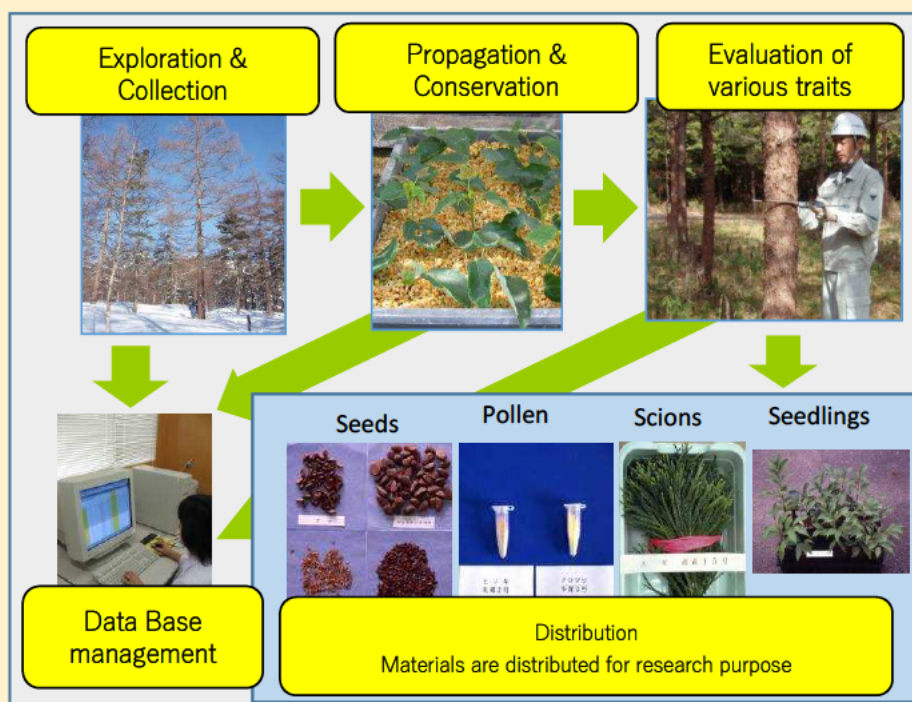 Exploration &
Collection
Propagation &
Conservation
Evaluation of
various traits
Seeds
Pollen
Scions
Seedlings
Data Base
management
Distribution
Materials are distributed for research purpose